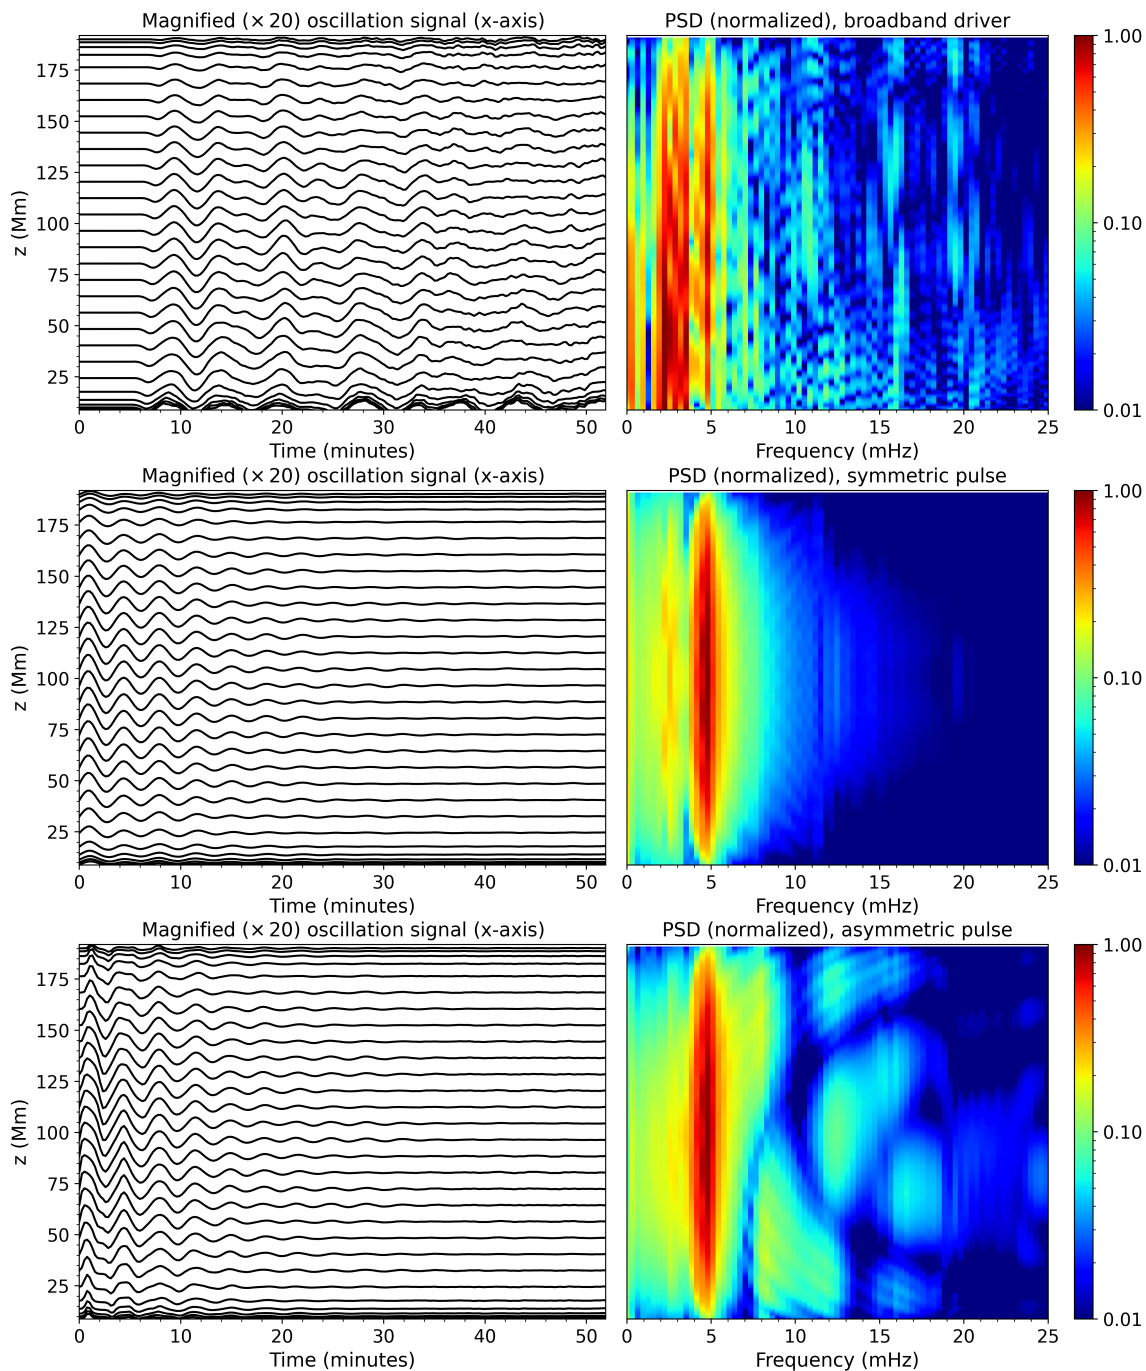 Magnified (×20) oscillation signal (x-axis)
PSD (normalized), broadband driver
z (Mm)
175
150
125
100
75
50
25
0 10 20 30 40 50
Time (minutes)
0 5 10 15 20 25
Frequency (mHz)
1.00
0.10
0.01
Magnified (×20) oscillation signal (x-axis)
PSD (normalized), symmetric pulse
z (Mm)
175
150
125
100
75
50
25
0 10 20 30 40 50
Time (minutes)
0 5 10 15 20 25
Frequency (mHz)
1.00
0.10
0.01
Magnified (×20) oscillation signal (x-axis)
PSD (normalized), asymmetric pulse
z (Mm)
175
150
125
100
75
50
25
0 10 20 30 40 50
Time (minutes)
0 5 10 15 20 25
Frequency (mHz)
1.00
0.10
0.01